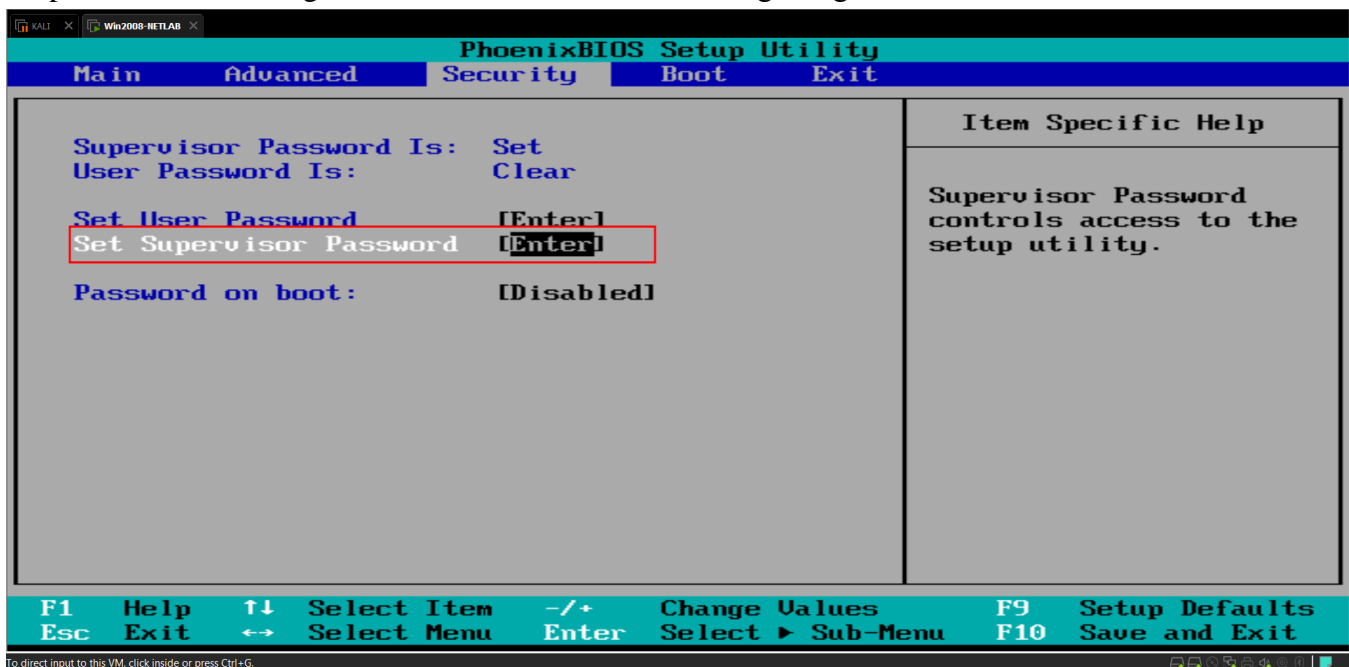 KALI Win2008-NETLAB
PhoenixBIOS Setup Utility
Main Advanced Security Boot Exit
Item Specific Help
Supervisor Password Is: Set
User Password Is: Clear
Supervisor Password
controls access to the
setup utility.
Set User Password [Enter]
Set Supervisor Password [Enter]
Password on boot: [Disabled]
F1 Help ↑↓ Select Item -/+ Change Values F9 Setup Defaults
Esc Exit ↔ Select Menu Enter Select ▶ Sub-Menu F10 Save and Exit
To direct input to this VM, click inside or press Ctrl+G.